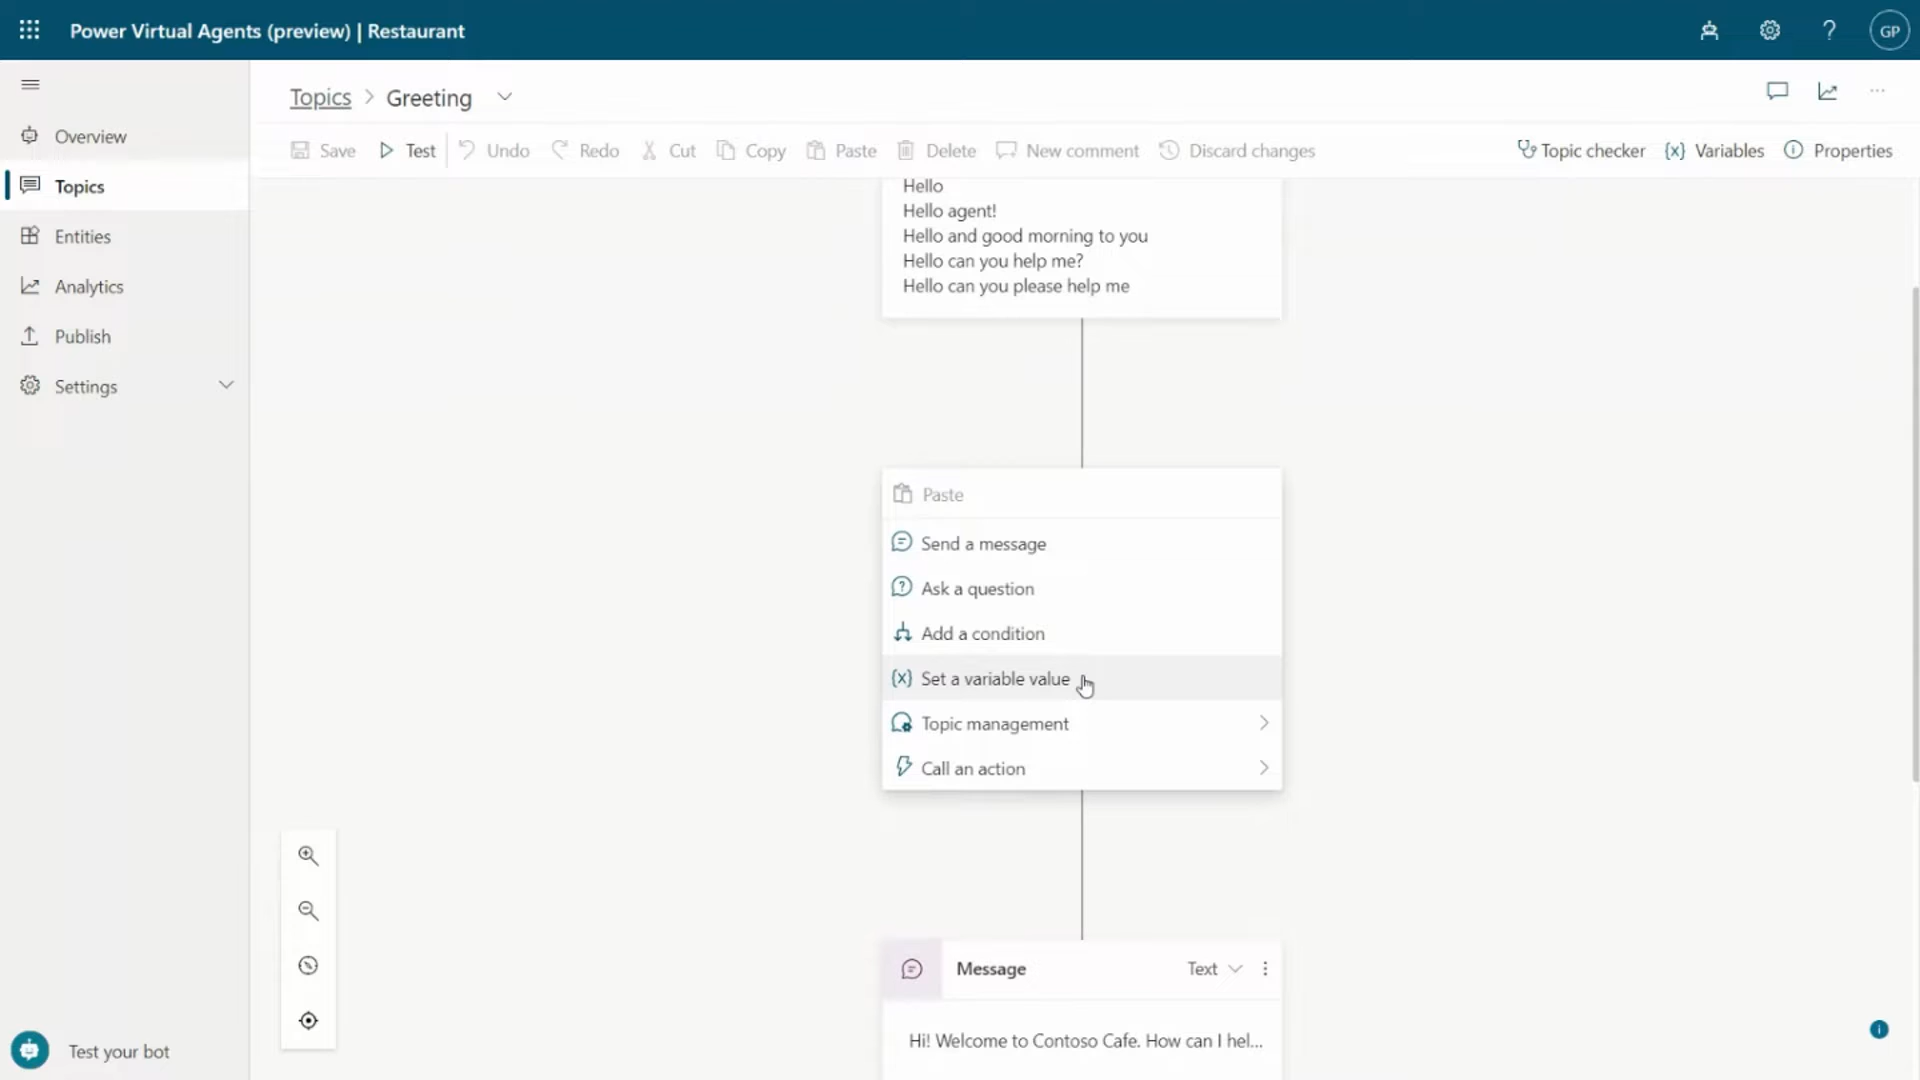 Power Virtual Agents (preview) | Restaurant
GP
Topics > Greeting
Save Test Undo Redo Cut Copy Paste Delete New comment Discard changes Topic checker {x} Variables Properties
Overview
Topics
Entities
Analytics
Publish
Settings
Hello
Hello agent!
Hello and good morning to you
Hello can you help me?
Hello can you please help me
Paste
Send a message
Ask a question
Add a condition
{x} Set a variable value
Topic management
Call an action
Message Text
Hi! Welcome to Contoso Cafe. How can I hel...
Test your bot